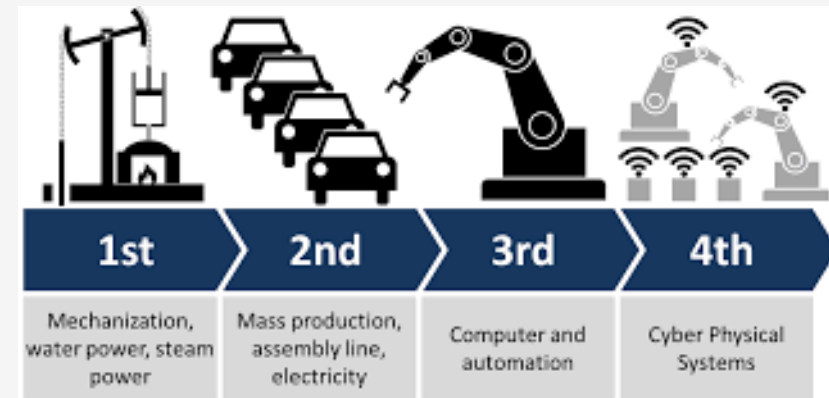 1st
2nd
3rd
4th
Mechanization,
water power, steam
power
Mass production,
assembly line,
electricity
Computer and
automation
Cyber Physical
Systems